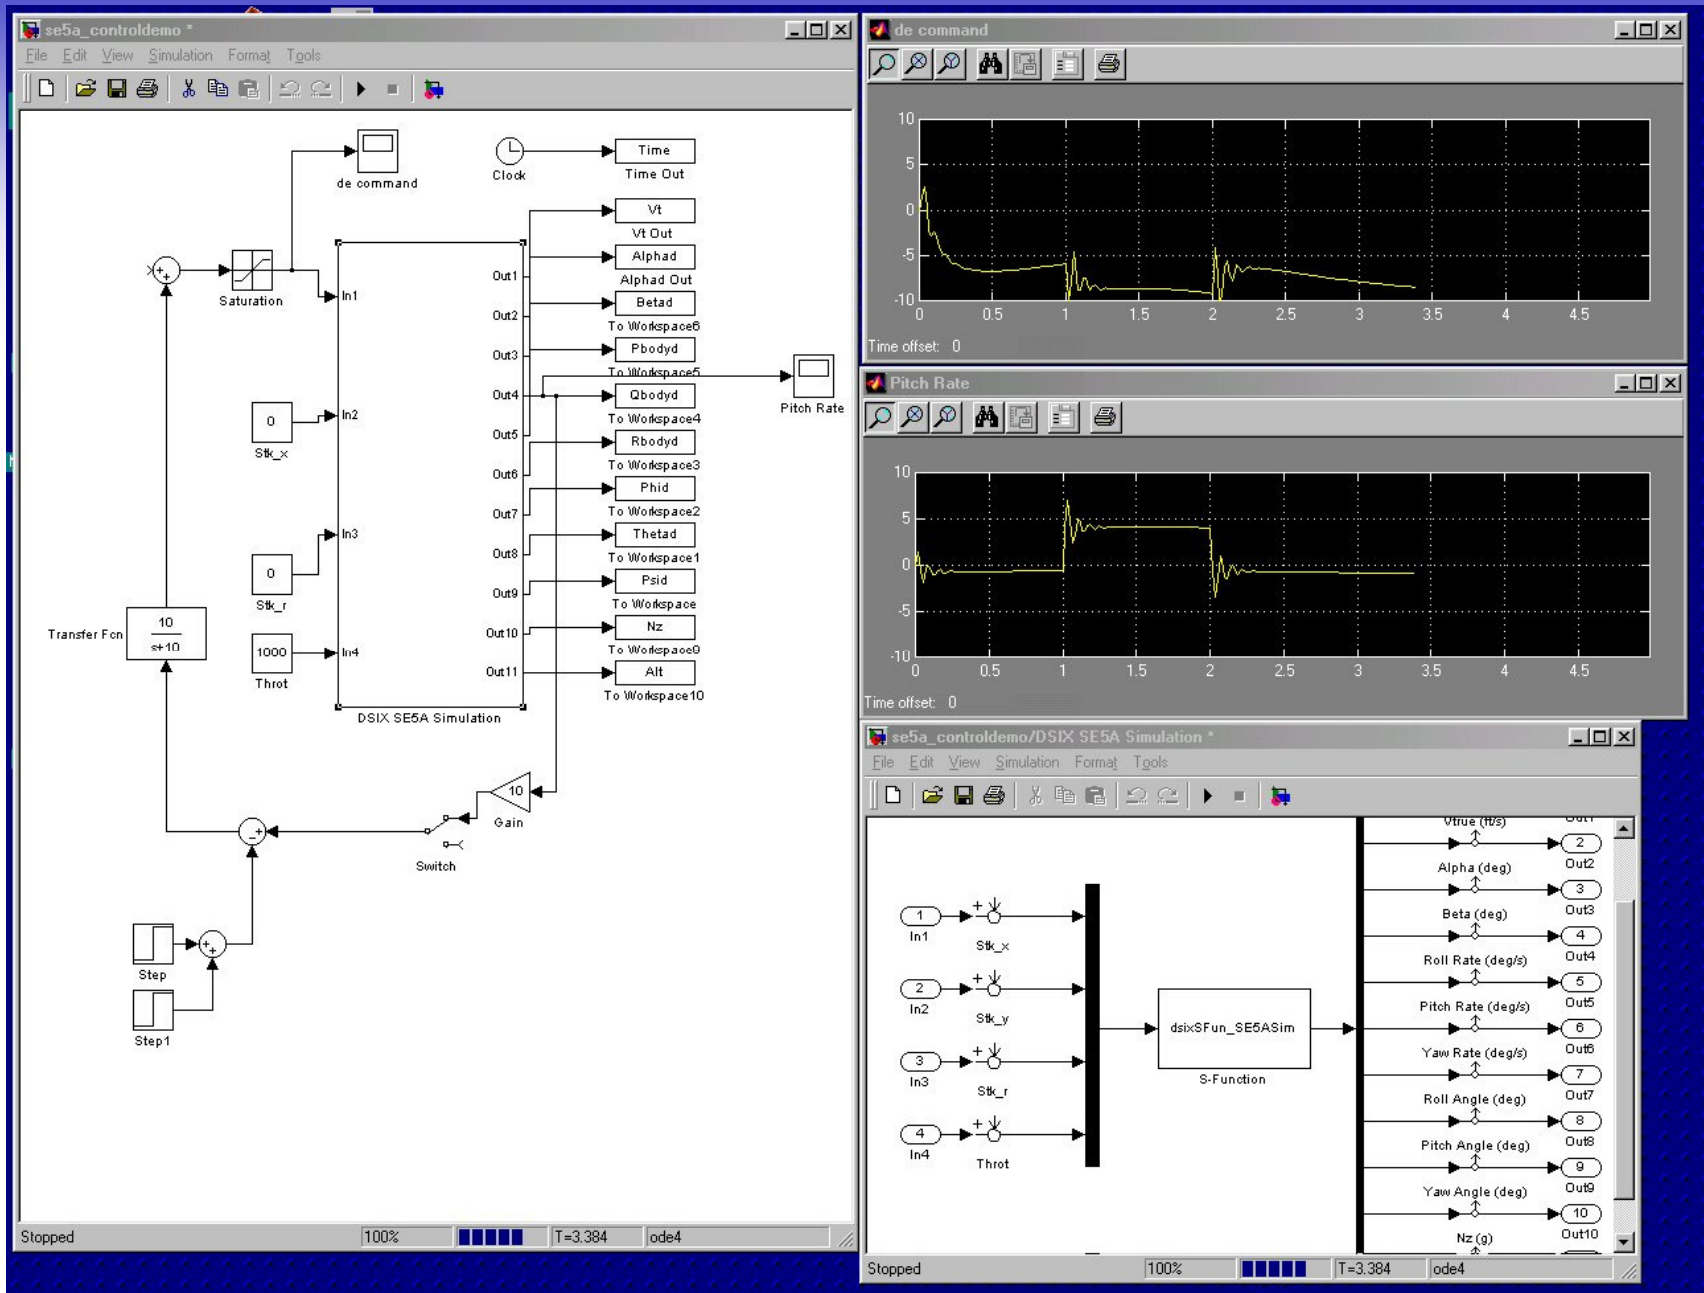 se5a_controldemo *
File Edit View Simulation Format Tools
de command
Clock
Time
Time Out
Vt
Vt Out
Alphad
Alphad Out
Betad
To Workspace6
Pbodyd
To Workspace5
Qbodyd
To Workspace4
Rbodyd
To Workspace3
Phid
To Workspace2
Thetad
To Workspace1
Psid
To Workspace
Nz
To Workspace9
Alt
To Workspace10
Pitch Rate
Saturation
In1
In2
In3
In4
Out1
Out2
Out3
Out4
Out5
Out6
Out7
Out8
Out9
Out10
Out11
DSIX SE5A Simulation
0
Stk_x
0
Stk_r
1000
Throt
Transfer Fcn
10
s+10
10
Gain
Switch
Step
Step1
Stopped 100% T=3.384 ode4
de command
10
5
0
-5
-10
0 0.5 1 1.5 2 2.5 3 3.5 4 4.5
Time offset: 0
Pitch Rate
10
5
0
-5
-10
0 0.5 1 1.5 2 2.5 3 3.5 4 4.5
Time offset: 0
se5a_controldemo/DSIX SE5A Simulation *
File Edit View Simulation Format Tools
1
In1
Stk_x
2
In2
Stk_y
3
In3
Stk_r
4
In4
Throt
dsixSFun_SE5ASim
S-Function
Vtrue (ft/s)
Out1
2
Out2
Alpha (deg)
3
Out3
Beta (deg)
4
Out4
Roll Rate (deg/s)
5
Out5
Pitch Rate (deg/s)
6
Out6
Yaw Rate (deg/s)
7
Out7
Roll Angle (deg)
8
Out8
Pitch Angle (deg)
9
Out9
Yaw Angle (deg)
10
Out10
Nz (g)
Stopped 100% T=3.384 ode4